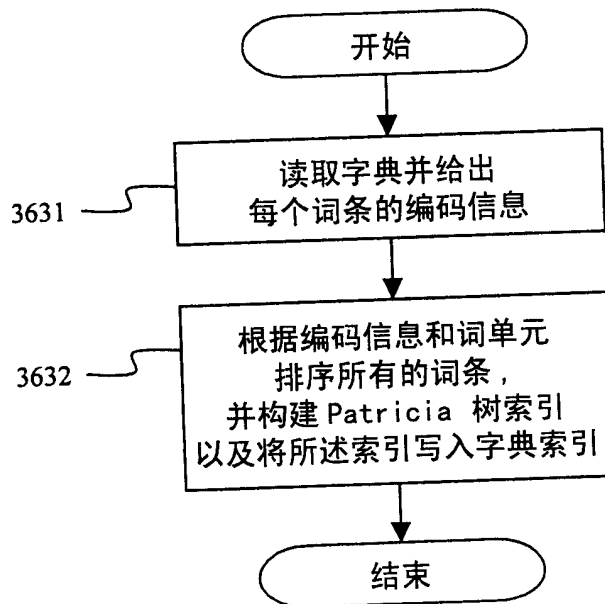 开始
读取字典并给出
3631
每个词条的编码信息
根据编码信息和词单元
3632
排序所有的词条,
并构建 Patricia 树索引
以及将所述索引写入字典索引
结束